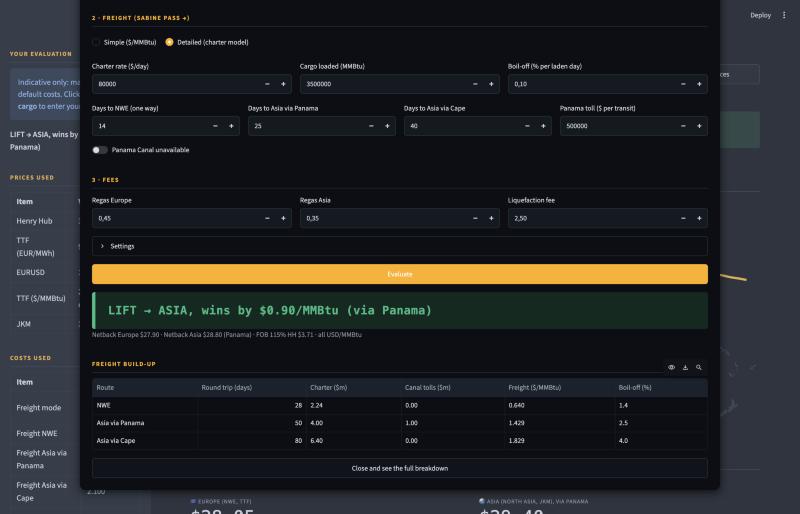 Deploy
2 · FREIGHT (SABINE PASS →)
Simple ($/MMBtu)
Detailed (charter model)
Charter rate ($/day)
Cargo loaded (MMBtu)
Boil-off (% per laden day)
80000
3500000
0,10
Days to NWE (one way)
Days to Asia via Panama
Days to Asia via Cape
Panama toll ($ per transit)
14
25
40
500000
Panama Canal unavailable
3 · FEES
Regas Europe
Regas Asia
Liquefaction fee
0,45
0,35
2,50
Settings
Evaluate
LIFT → ASIA, wins by $0.90/MMBtu (via Panama)
Netback Europe $27.90 · Netback Asia $28.80 (Panama) · FOB 115% HH $3.71 · all USD/MMBtu
FREIGHT BUILD-UP
Route Round trip (days) Charter ($m) Canal tolls ($m) Freight ($/MMBtu) Boil-off (%)
NWE 28 2.24 0.00 0.640 1.4
Asia via Panama 50 4.00 1.00 1.429 2.5
Asia via Cape 80 6.40 0.00 1.829 4.0
Close and see the full breakdown
YOUR EVALUATION
Indicative only: ma
default costs. Click
cargo to enter your
LIFT → ASIA, wins by
Panama)
PRICES USED
Item
Henry Hub
TTF
(EUR/MWh)
EURUSD
TTF ($/MMBtu)
JKM
COSTS USED
Item
Freight mode
Freight NWE
Freight Asia via
Panama
Freight Asia via
Cape
2.100
ces
EUROPE (NWE, TTF)
ASIA (NORTH ASIA, JKM), VIA PANAMA